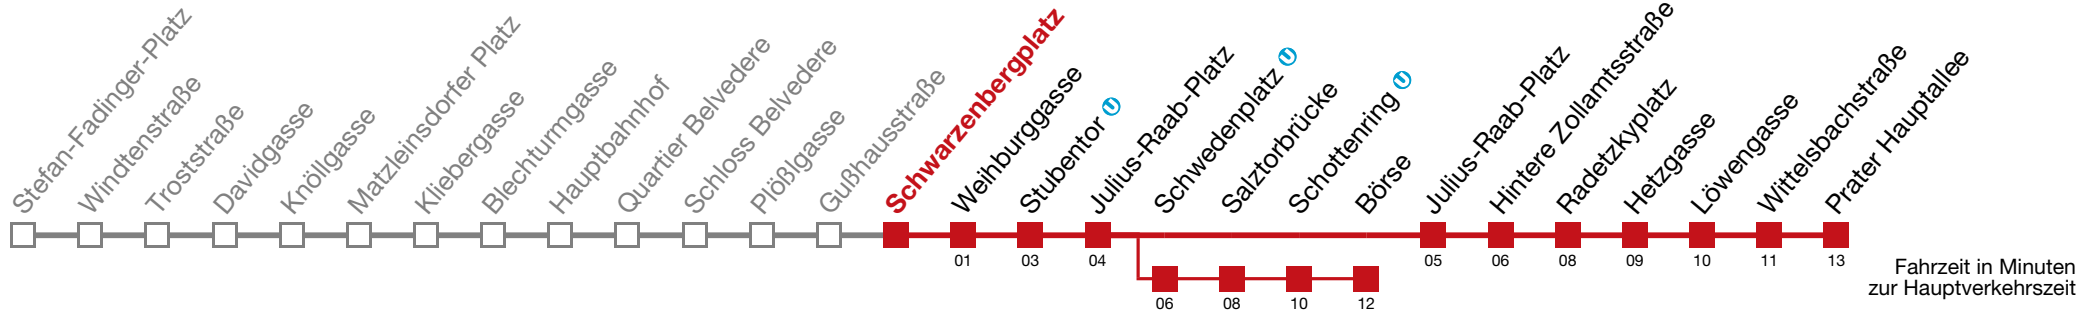 Stefan-Fadinger-Platz
Windtenstraße
Troststraße
Davidgasse
Knöllgasse
Matzleinsdorfer Platz
Kliebergasse
Blechturmgasse
Hauptbahnhof
Quartier Belvedere
Schloss Belvedere
Plößlgasse
Gußhausstraße
Schwarzenbergplatz
Weihburggasse
Stubentor U
Julius-Raab-Platz
Schwedenplatz U
Salztorbrücke
Schottenring U
Börse
Julius-Raab-Platz
Hintere Zollamtsstraße
Radetzkyplatz
Hetzgasse
Löwengasse
Wittelsbachstraße
Prater Hauptallee
01 03 04 05 06 08 09 10 11 13
06 08 10 12
Fahrzeit in Minuten
zur Hauptverkehrszeit